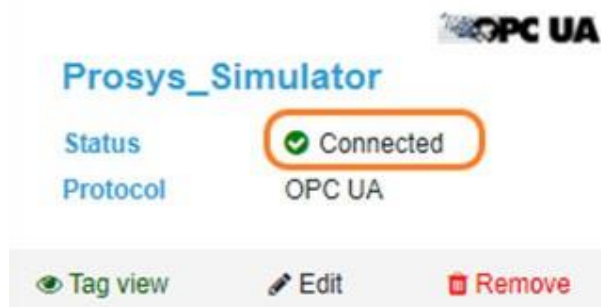 OPC UA
Prosys_Simulator
Status Connected
Protocol OPC UA
Tag view Edit Remove